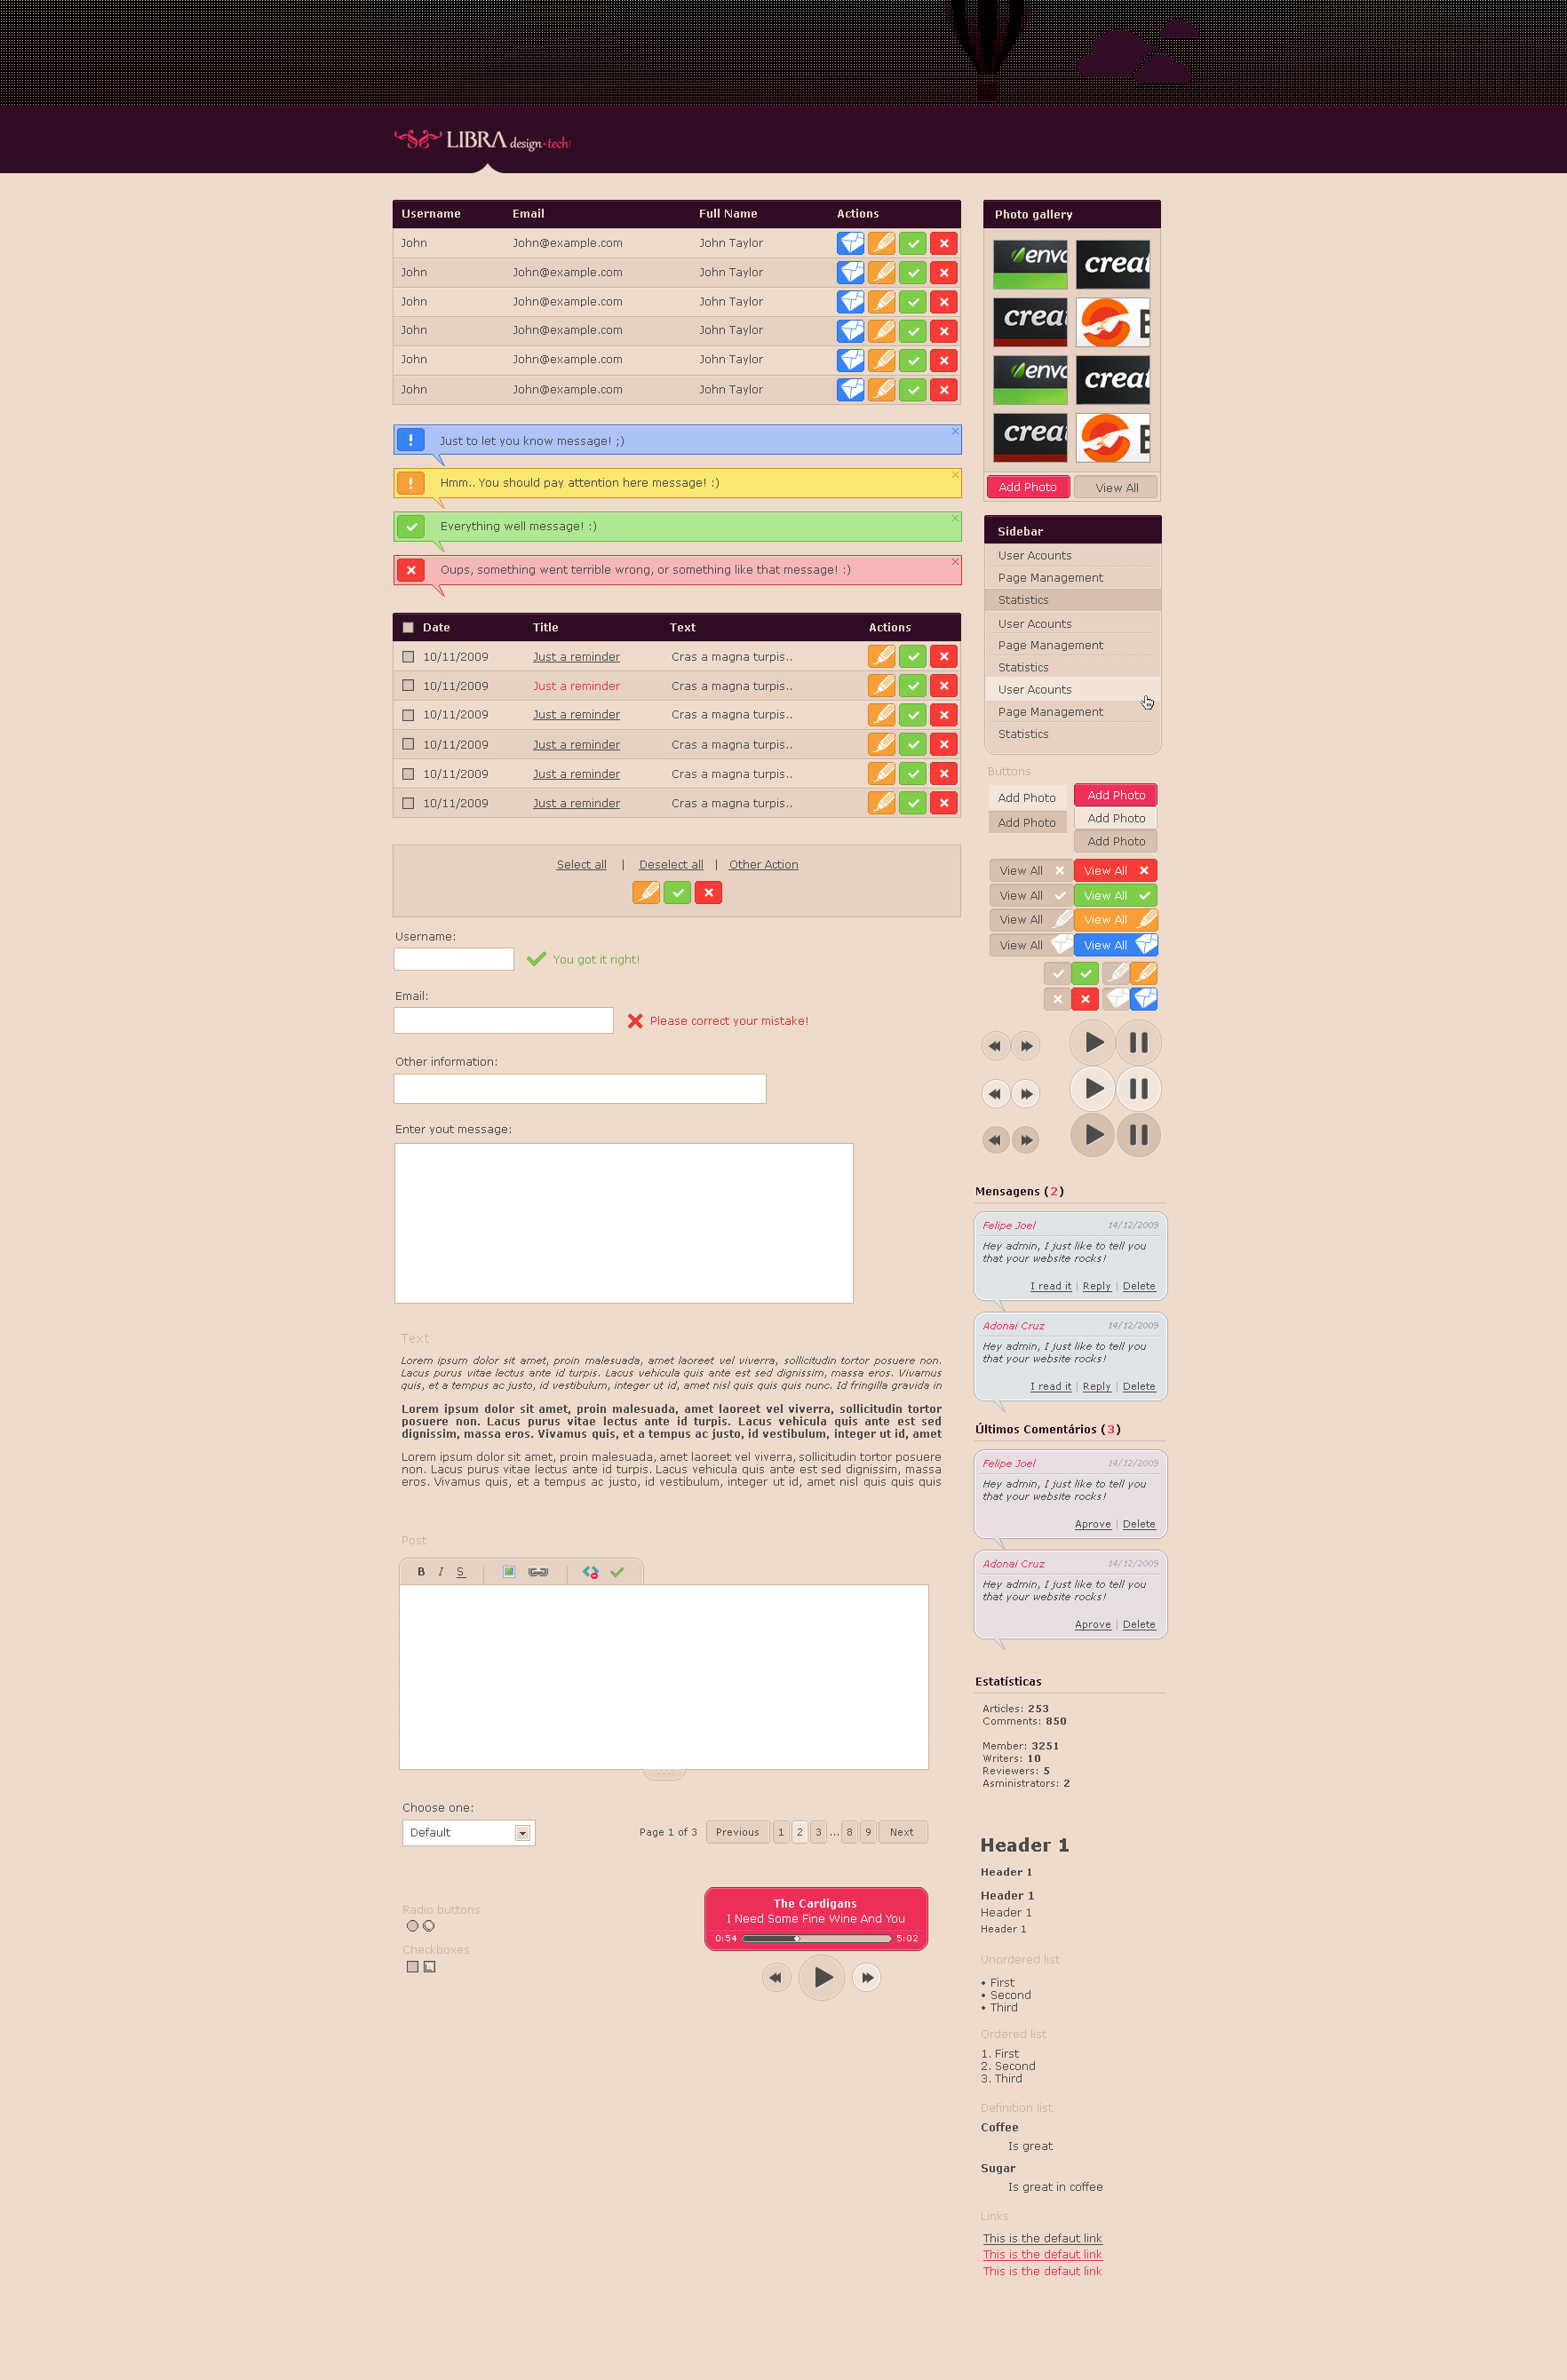 LIBRA design·tech
Username Email Full Name Actions
John John@example.com John Taylor
John John@example.com John Taylor
John John@example.com John Taylor
John John@example.com John Taylor
John John@example.com John Taylor
John John@example.com John Taylor
Just to let you know message! ;)
Hmm.. You should pay attention here message! :)
Everything well message! :)
Oups, something went terrible wrong, or something like that message! :)
Date Title Text Actions
10/11/2009 Just a reminder Cras a magna turpis..
10/11/2009 Just a reminder Cras a magna turpis..
10/11/2009 Just a reminder Cras a magna turpis..
10/11/2009 Just a reminder Cras a magna turpis..
10/11/2009 Just a reminder Cras a magna turpis..
10/11/2009 Just a reminder Cras a magna turpis..
Select all | Deselect all | Other Action
Username:
You got it right!
Email:
Please correct your mistake!
Other information:
Enter yout message:
Text
Lorem ipsum dolor sit amet, proin malesuada, amet laoreet vel viverra, sollicitudin tortor posuere non.
Lacus purus vitae lectus ante id turpis. Lacus vehicula quis ante est sed dignissim, massa eros. Vivamus
quis, et a tempus ac justo, id vestibulum, integer ut id, amet nisl quis quis quis nunc. Id fringilla gravida in
Lorem ipsum dolor sit amet, proin malesuada, amet laoreet vel viverra, sollicitudin tortor
posuere non. Lacus purus vitae lectus ante id turpis. Lacus vehicula quis ante est sed
dignissim, massa eros. Vivamus quis, et a tempus ac justo, id vestibulum, integer ut id, amet
Lorem ipsum dolor sit amet, proin malesuada, amet laoreet vel viverra, sollicitudin tortor posuere
non. Lacus purus vitae lectus ante id turpis. Lacus vehicula quis ante est sed dignissim, massa
eros. Vivamus quis, et a tempus ac justo, id vestibulum, integer ut id, amet nisl quis quis quis
Post
B I S
Choose one:
Default
Page 1 of 3 Previous 1 2 3 ... 8 9 Next
Radio buttons
Checkboxes
The Cardigans
I Need Some Fine Wine And You
0:54 5:02
Photo gallery
envo creat
creat B
envo creat
creat B
Add Photo View All
Sidebar
User Acounts
Page Management
Statistics
User Acounts
Page Management
Statistics
User Acounts
Page Management
Statistics
Buttons
Add Photo Add Photo
Add Photo
Add Photo Add Photo
View All View All
View All View All
View All View All
View All View All
Mensagens (2)
Felipe Joel 14/12/2009
Hey admin, I just like to tell you
that your website rocks!
I read it | Reply | Delete
Adonai Cruz 14/12/2009
Hey admin, I just like to tell you
that your website rocks!
I read it | Reply | Delete
Últimos Comentários (3)
Felipe Joel 14/12/2009
Hey admin, I just like to tell you
that your website rocks!
Aprove | Delete
Adonai Cruz 14/12/2009
Hey admin, I just like to tell you
that your website rocks!
Aprove | Delete
Estatísticas
Articles: 253
Comments: 850
Member: 3251
Writers: 10
Reviewers: 5
Asministrators: 2
Header 1
Header 1
Header 1
Header 1
Header 1
Unordered list
• First
• Second
• Third
Ordered list
1. First
2. Second
3. Third
Definition list
Coffee
Is great
Sugar
Is great in coffee
Links
This is the defaut link
This is the defaut link
This is the defaut link